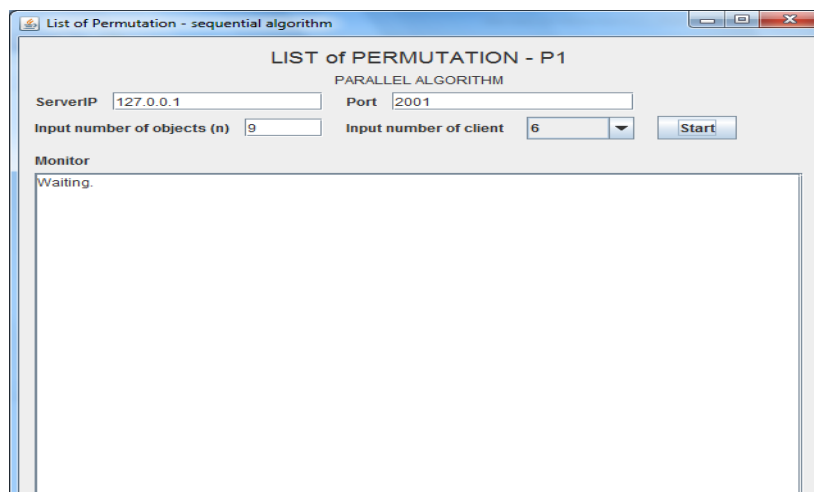 List of Permutation - sequential algorithm
LIST of PERMUTATION - P1
PARALLEL ALGORITHM
ServerIP 127.0.0.1 Port 2001
Input number of objects (n) 9 Input number of client 6 Start
Monitor
Waiting.